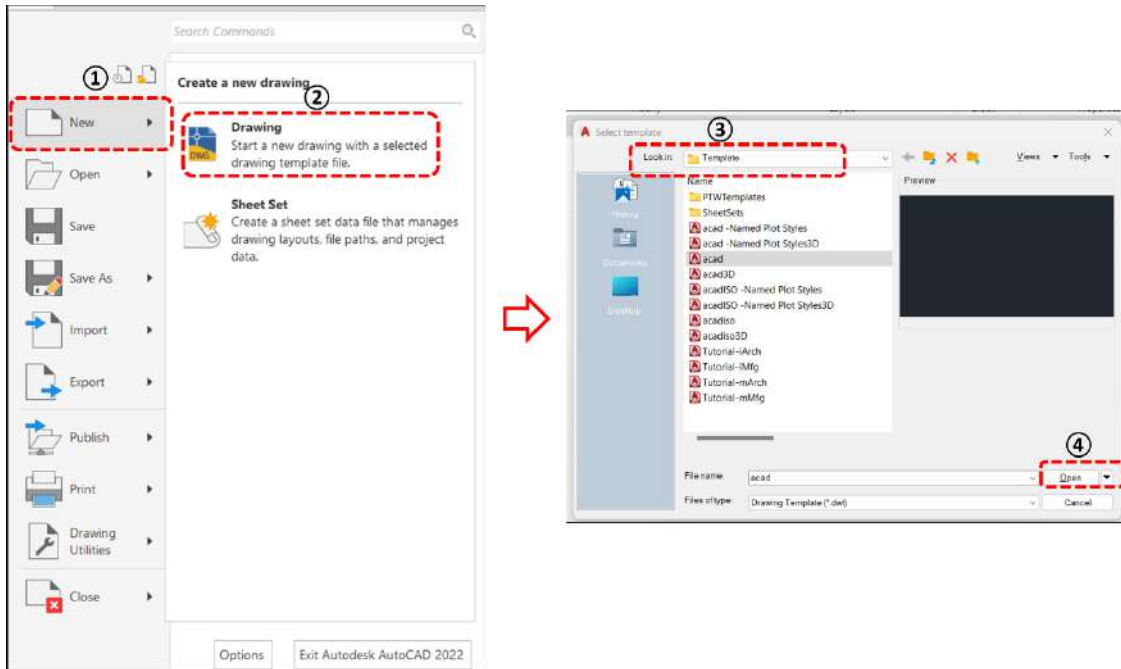 Search Commands
①
Create a new drawing
②
New
Drawing
Start a new drawing with a selected
drawing template file.
DWG
Open
Sheet Set
Create a sheet set data file that manages
drawing layouts, file paths, and project
data.
Save
Save As
Import
Export
Publish
Print
Drawing
Utilities
Close
Options
Exit Autodesk AutoCAD 2022
Select template
③
Look in:
Template
Views
Tools
Name
Preview
PTWTemplates
SheetSets
acad -Named Plot Styles
acad -Named Plot Styles3D
acad
acad3D
acadISO -Named Plot Styles
acadISO -Named Plot Styles3D
acadiso
acadiso3D
Tutorial-iArch
Tutorial-iMfg
Tutorial-mArch
Tutorial-mMfg
History
Documents
Desktop
④
File name:
acad
Open
Files of type:
Drawing Template (*.dwt)
Cancel